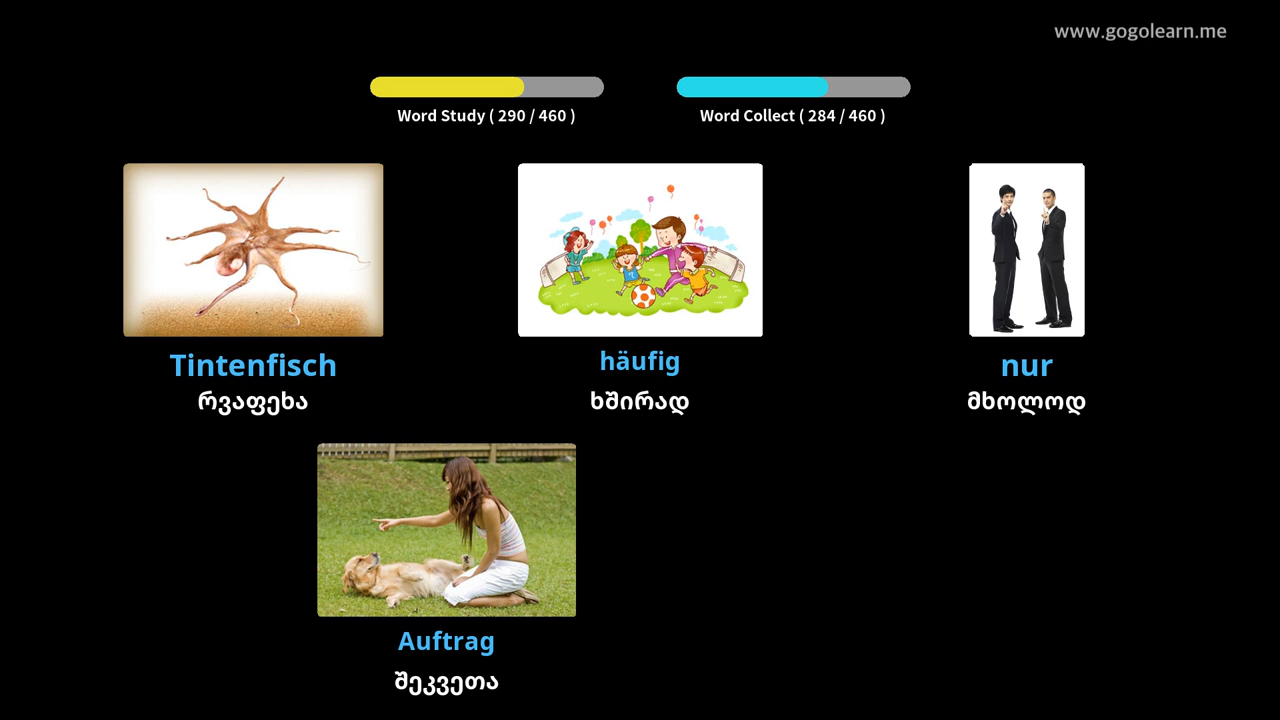 www.gogolearn.me
Word Study ( 290 / 460 )
Word Collect ( 284 / 460 )
Tintenfisch
რვაფეხა
häufig
ხშირად
nur
მხოლოდ
Auftrag
შეკვეთა